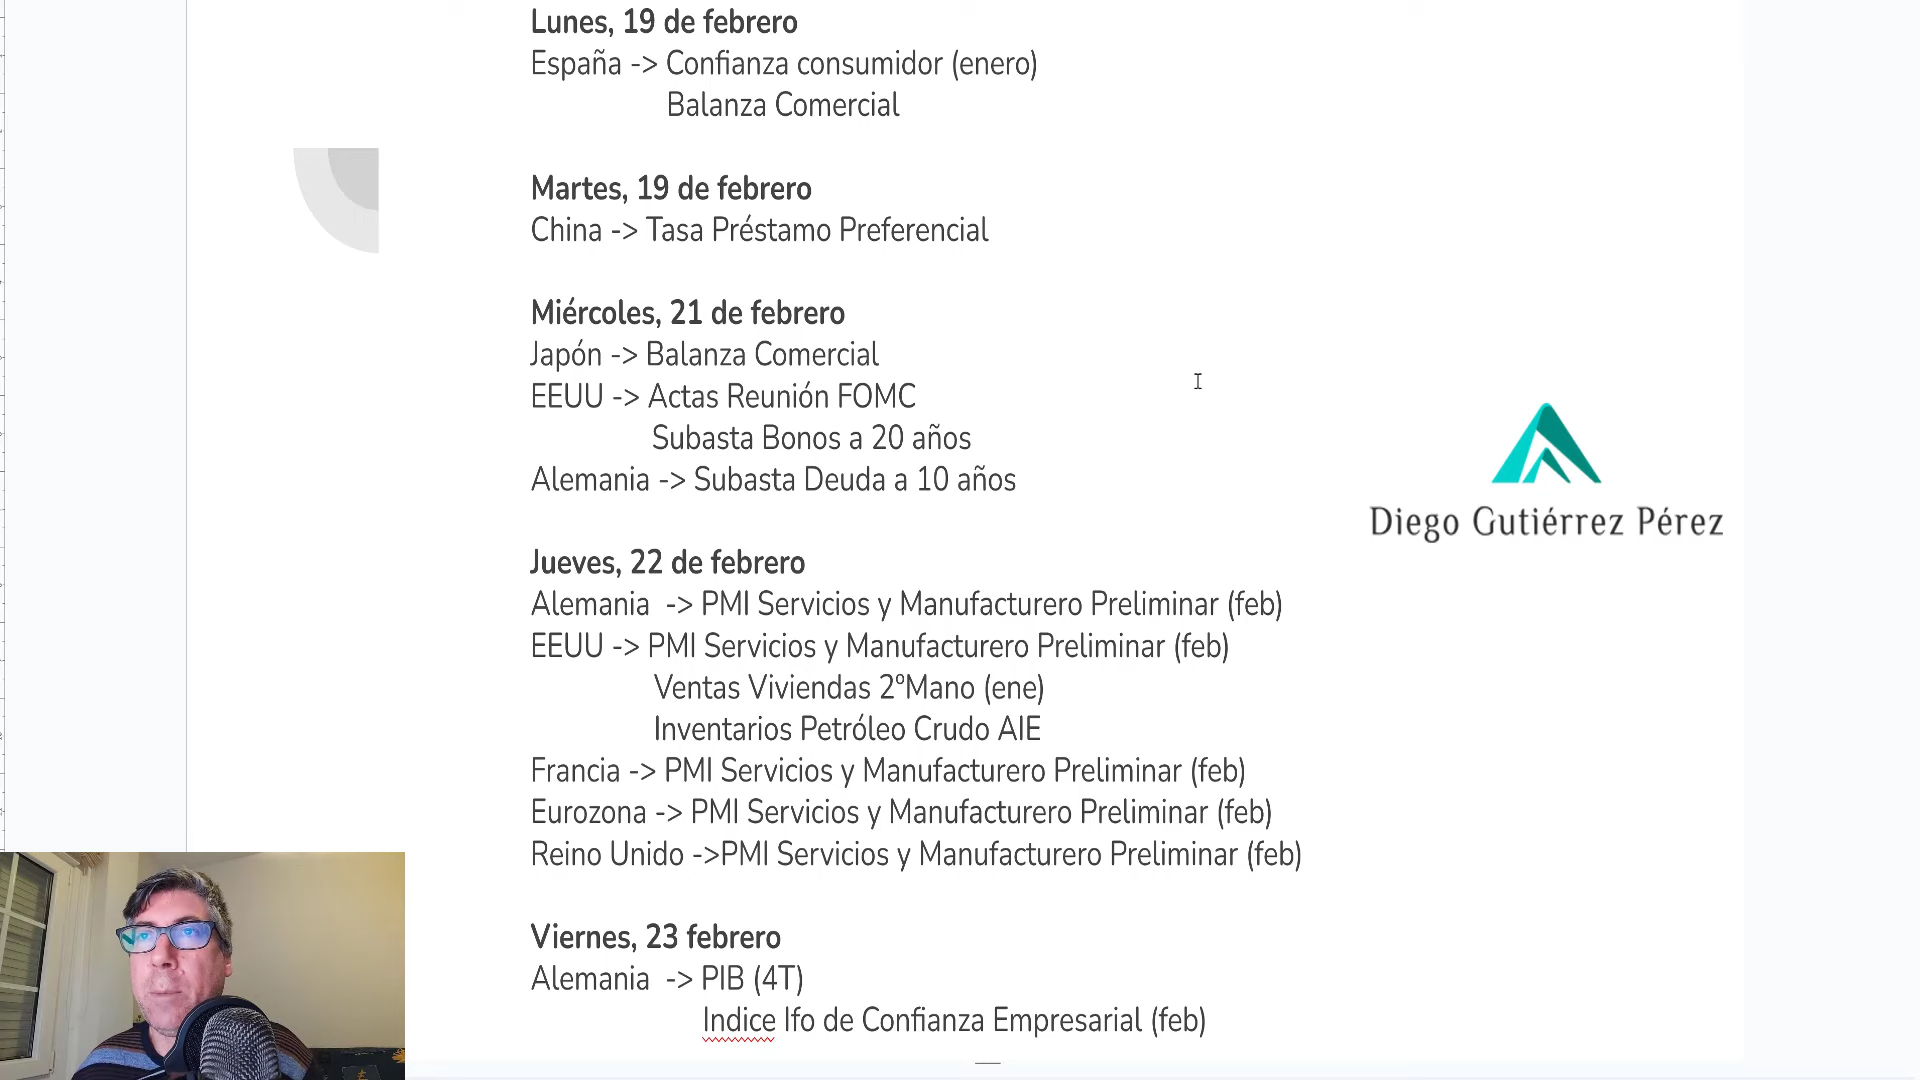 Lunes, 19 de febrero
España -> Confianza consumidor (enero)
Balanza Comercial
Martes, 19 de febrero
China -> Tasa Préstamo Preferencial
Miércoles, 21 de febrero
Japón -> Balanza Comercial
EEUU -> Actas Reunión FOMC
Subasta Bonos a 20 años
Alemania -> Subasta Deuda a 10 años
Jueves, 22 de febrero
Alemania  -> PMI Servicios y Manufacturero Preliminar (feb)
EEUU -> PMI Servicios y Manufacturero Preliminar (feb)
Ventas Viviendas 2ºMano (ene)
Inventarios Petróleo Crudo AIE
Francia -> PMI Servicios y Manufacturero Preliminar (feb)
Eurozona -> PMI Servicios y Manufacturero Preliminar (feb)
Reino Unido ->PMI Servicios y Manufacturero Preliminar (feb)
Viernes, 23 febrero
Alemania  -> PIB (4T)
Indice Ifo de Confianza Empresarial (feb)
Diego Gutiérrez Pérez